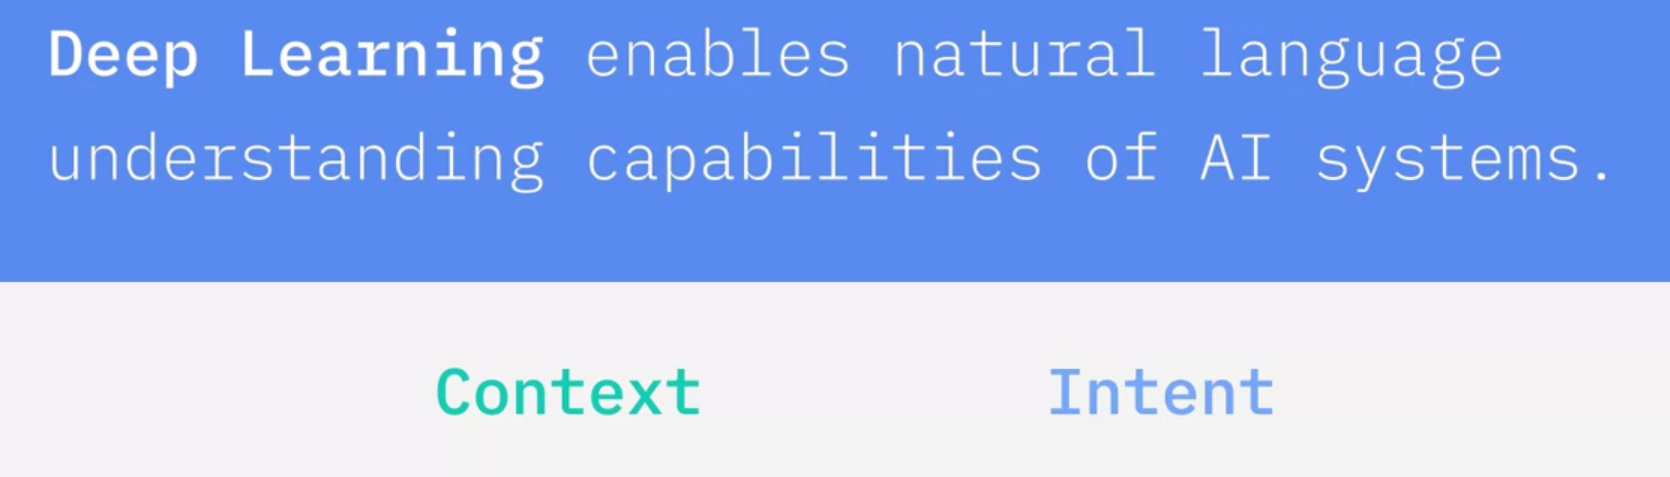 Deep Learning enables natural language
understanding capabilities of AI systems.
Context Intent